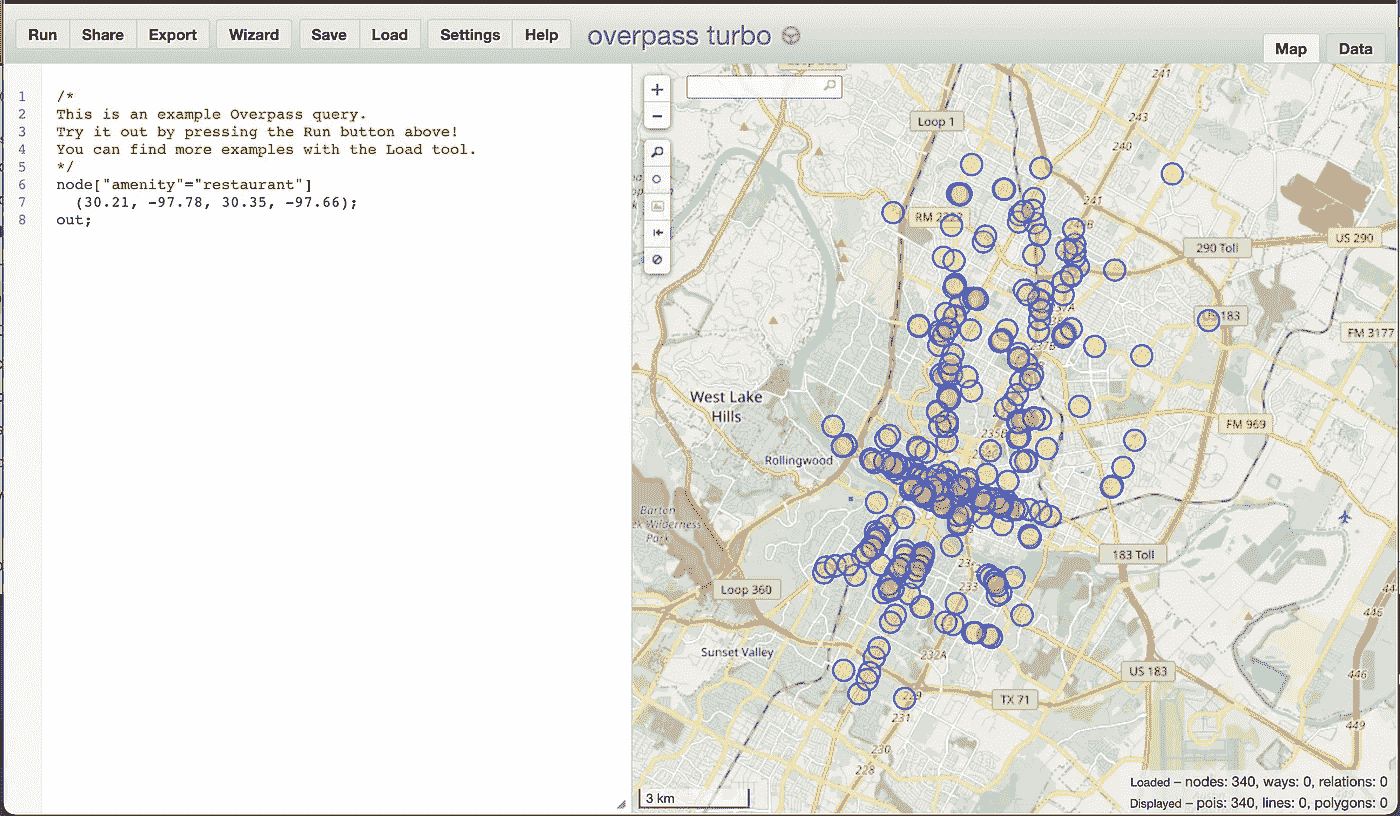 Run Share Export Wizard Save Load Settings Help overpass turbo
Map Data
1 /*
2 This is an example Overpass query.
3 Try it out by pressing the Run button above!
4 You can find more examples with the Load tool.
5 */
6 node["amenity"="restaurant"]
7 (30.21, -97.78, 30.35, -97.66);
8 out;
+
−
241
Loop 1
243
240
241
RM 2222
US 290
290 Toll
US 183
FM 3177
237B
West Lake
Hills
FM 969
235B
Rollingwood
Barton
Wilderness
Park
183 Toll
233
Loop 360
446
Sunset Valley
232A
US 183
446
TX 71
229
231
449
230
228
3 km
Loaded – nodes: 340, ways: 0, relations: 0
Displayed – pois: 340, lines: 0, polygons: 0